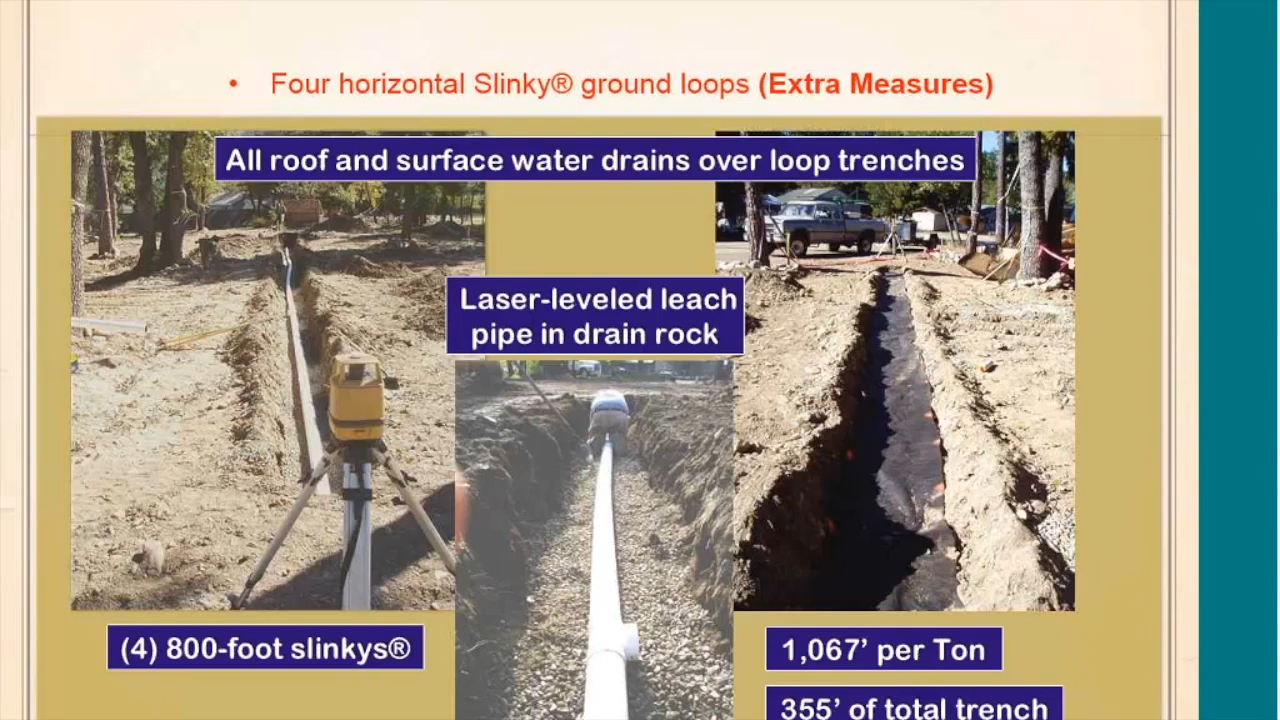 • Four horizontal Slinky® ground loops (Extra Measures)
All roof and surface water drains over loop trenches
Laser-leveled leach
pipe in drain rock
(4) 800-foot slinkys®
1,067’ per Ton
355’ of total trench